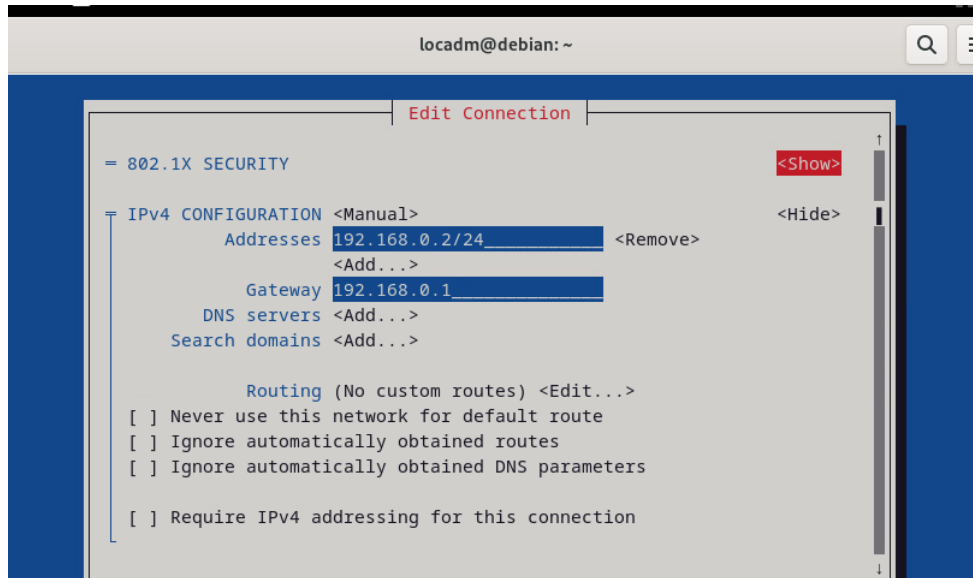 locadm@debian: ~
Edit Connection
= 802.1X SECURITY <Show>
IPv4 CONFIGURATION <Manual> <Hide>
Addresses 192.168.0.2/24___________ <Remove>
<Add...>
Gateway 192.168.0.1______________
DNS servers <Add...>
Search domains <Add...>
Routing (No custom routes) <Edit...>
[ ] Never use this network for default route
[ ] Ignore automatically obtained routes
[ ] Ignore automatically obtained DNS parameters
[ ] Require IPv4 addressing for this connection